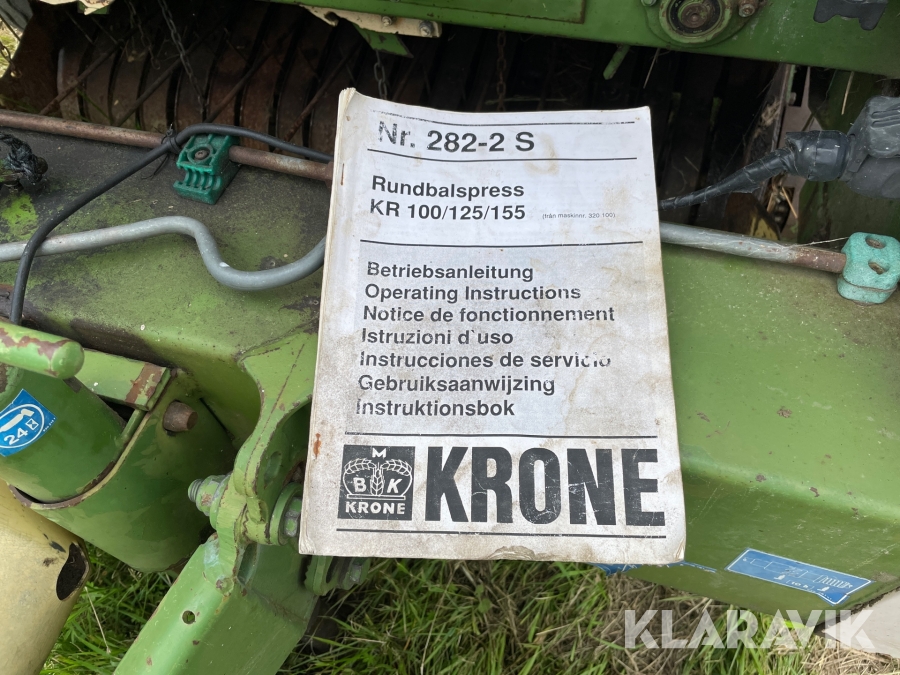 Nr. 282-2 S
Rundbalspress
KR 100/125/155 (från maskinnr. 320 100)
Betriebsanleitung
Operating Instructions
Notice de fonctionnement
Istruzioni d`uso
Instrucciones de servicio
Gebruiksaanwijzing
Instruktionsbok
M
B K
KRONE
KRONE
24
KLARAVIK